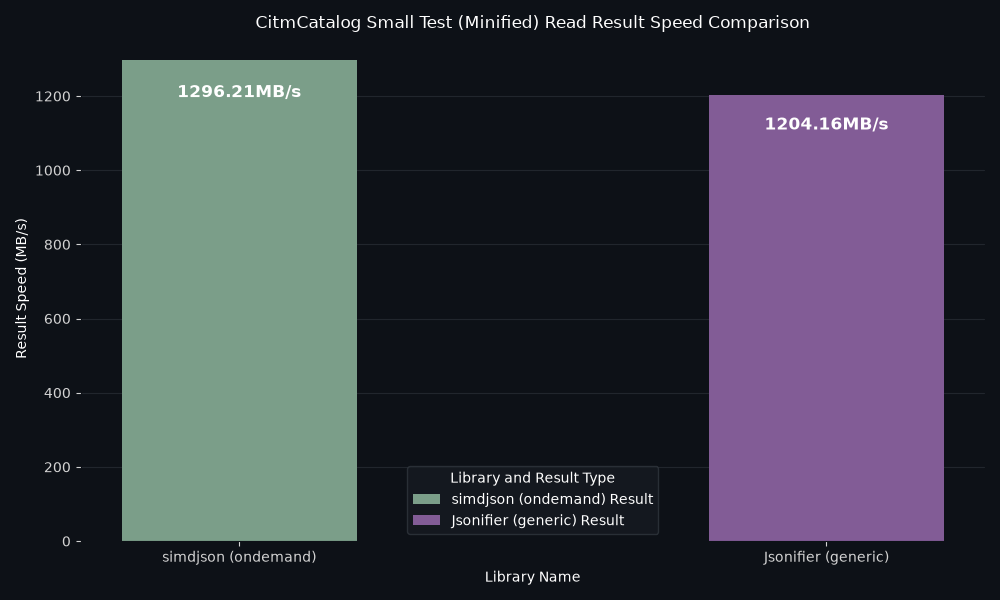 CitmCatalog Small Test (Minified) Read Result Speed Comparison
1296.21MB/s
1204.16MB/s
1200
1000
800
600
400
200
0
Result Speed (MB/s)
Library and Result Type
simdjson (ondemand) Result
Jsonifier (generic) Result
simdjson (ondemand)
Jsonifier (generic)
Library Name